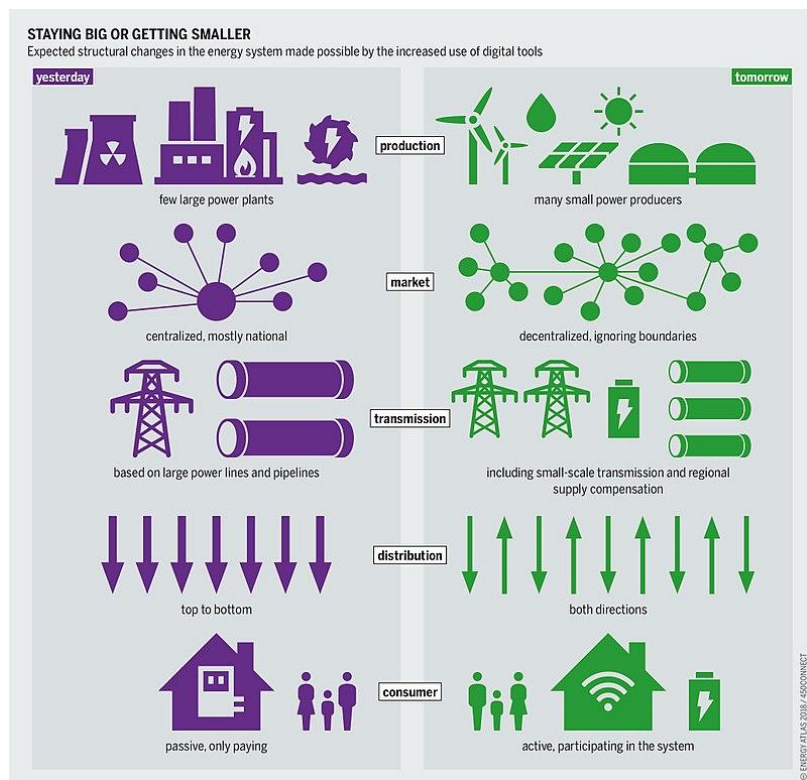 STAYING BIG OR GETTING SMALLER
Expected structural changes in the energy system made possible by the increased use of digital tools
yesterday
tomorrow
production
few large power plants
many small power producers
market
centralized, mostly national
decentralized, ignoring boundaries
transmission
based on large power lines and pipelines
including small-scale transmission and regional
supply compensation
distribution
top to bottom
both directions
consumer
passive, only paying
active, participating in the system
© ENERGY ATLAS 2018 / 450CONNECT